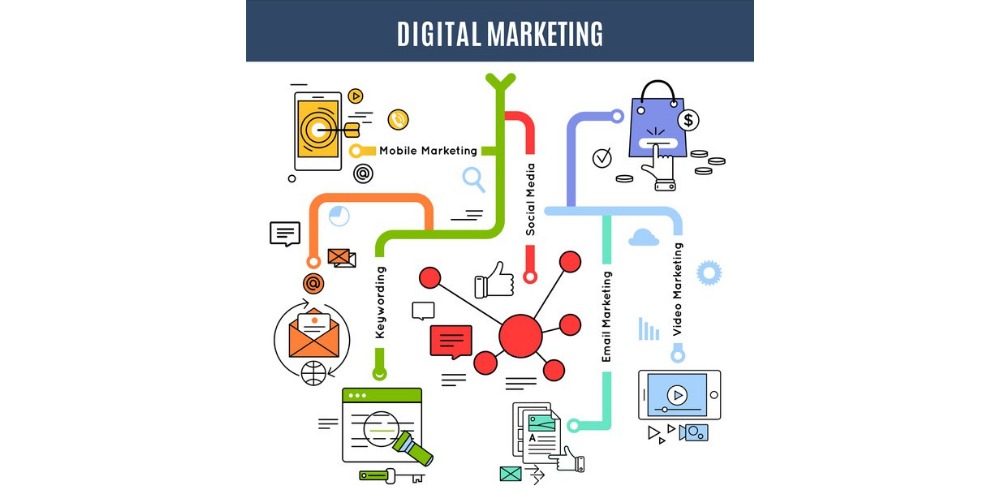 DIGITAL MARKETING
Mobile Marketing
Social Media
Keywording
Email Marketing
Video Marketing
@
@
$
A